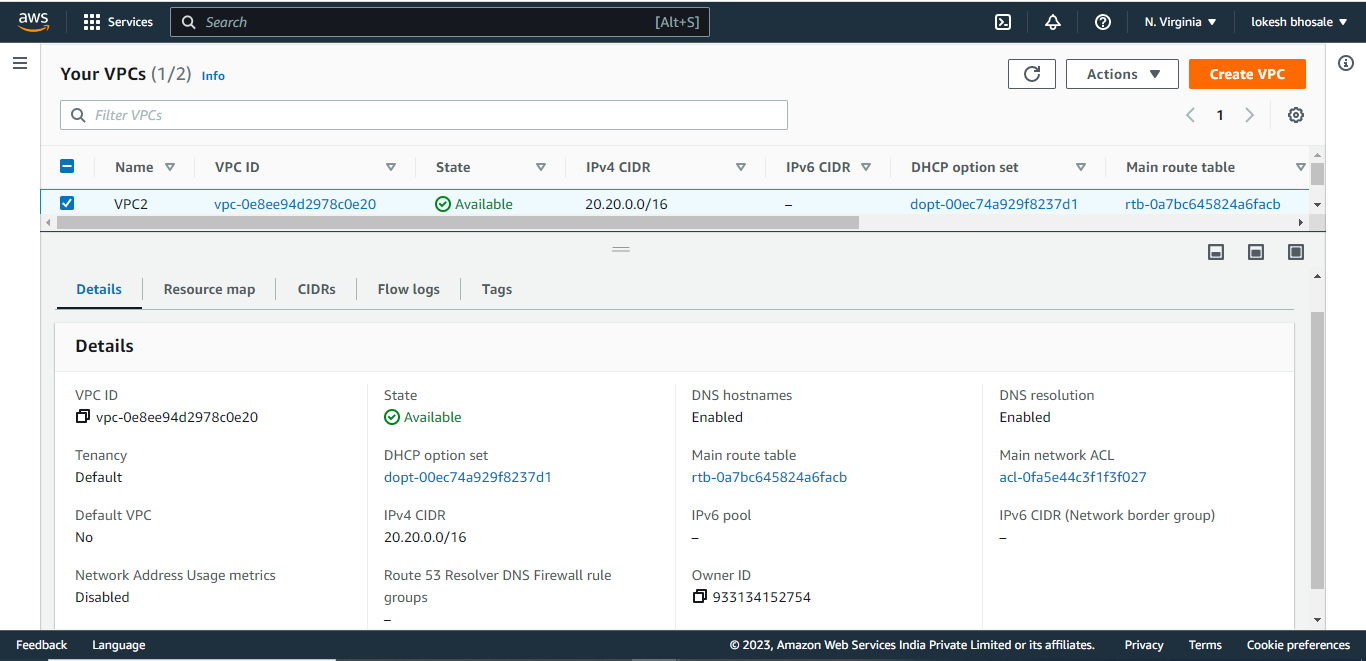 aws Services Search [Alt+S] N. Virginia lokesh bhosale
Your VPCs (1/2) Info Actions Create VPC
Filter VPCs 1
Name VPC ID State IPv4 CIDR IPv6 CIDR DHCP option set Main route table
VPC2 vpc-0e8ee94d2978c0e20 Available 20.20.0.0/16 – dopt-00ec74a929f8237d1 rtb-0a7bc645824a6facb
Details Resource map CIDRs Flow logs Tags
Details
VPC ID State DNS hostnames DNS resolution
vpc-0e8ee94d2978c0e20 Available Enabled Enabled
Tenancy DHCP option set Main route table Main network ACL
Default dopt-00ec74a929f8237d1 rtb-0a7bc645824a6facb acl-0fa5e44c3f1f3f027
Default VPC IPv4 CIDR IPv6 pool IPv6 CIDR (Network border group)
No 20.20.0.0/16 – –
Network Address Usage metrics Route 53 Resolver DNS Firewall rule Owner ID
Disabled groups 933134152754
–
Feedback Language © 2023, Amazon Web Services India Private Limited or its affiliates. Privacy Terms Cookie preferences